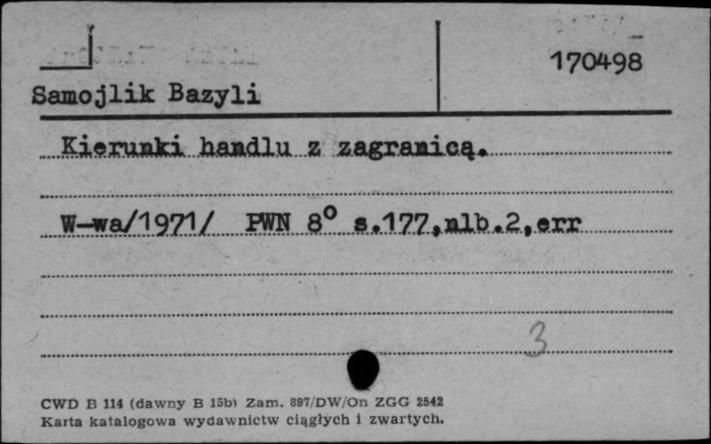 170498
Samojlik Bazyli
Kierunki handlu z zagranicą.
W-wa/1971/ PWN 8° s.177,nlb.2,err
3
CWD B 114 (dawny B 15b) Zam. 897/DW/On ZGG 2542
Karta katalogowa wydawnictw ciągłych i zwartych.